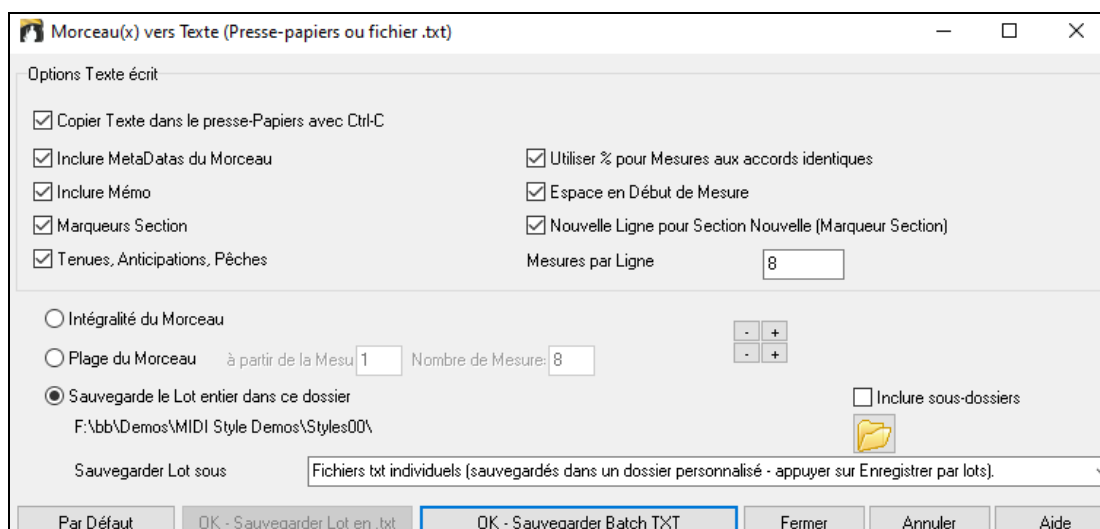 Morceau(x) vers Texte (Presse-papiers ou fichier .txt)
Options Texte écrit
Copier Texte dans le presse-Papiers avec Ctrl-C
Inclure MetaDatas du Morceau
Utiliser % pour Mesures aux accords identiques
Inclure Mémo
Espace en Début de Mesure
Marqueurs Section
Nouvelle Ligne pour Section Nouvelle (Marqueur Section)
Tenues, Anticipations, Pêches
Mesures par Ligne
8
Intégralité du Morceau
- +
Plage du Morceau
à partir de la Mesu 1
Nombre de Mesure: 8
- +
Sauvegarde le Lot entier dans ce dossier
Inclure sous-dossiers
F:\bb\Demos\MIDI Style Demos\Styles00\
Sauvegarder Lot sous
Fichiers txt individuels (sauvegardés dans un dossier personnalisé - appuyer sur Enregistrer par lots).
Par Défaut
OK - Sauvegarder Lot en .txt
OK - Sauvegarder Batch TXT
Fermer
Annuler
Aide